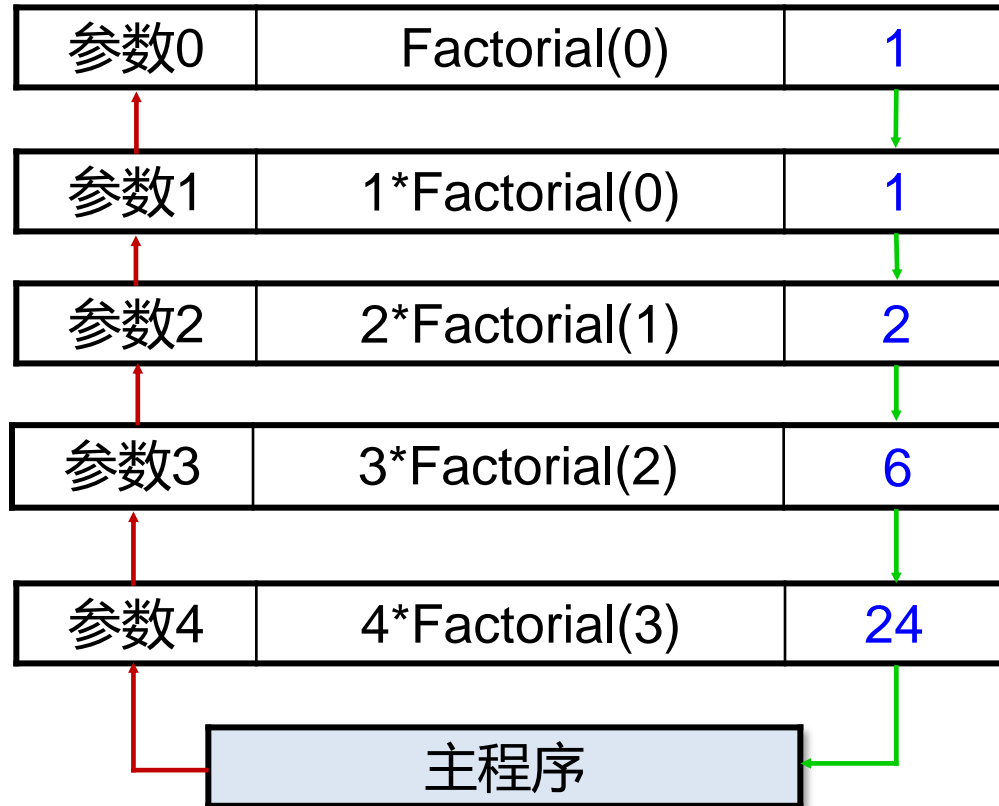 参数0 Factorial(0) 1
参数1 1*Factorial(0) 1
参数2 2*Factorial(1) 2
参数3 3*Factorial(2) 6
参数4 4*Factorial(3) 24
主程序